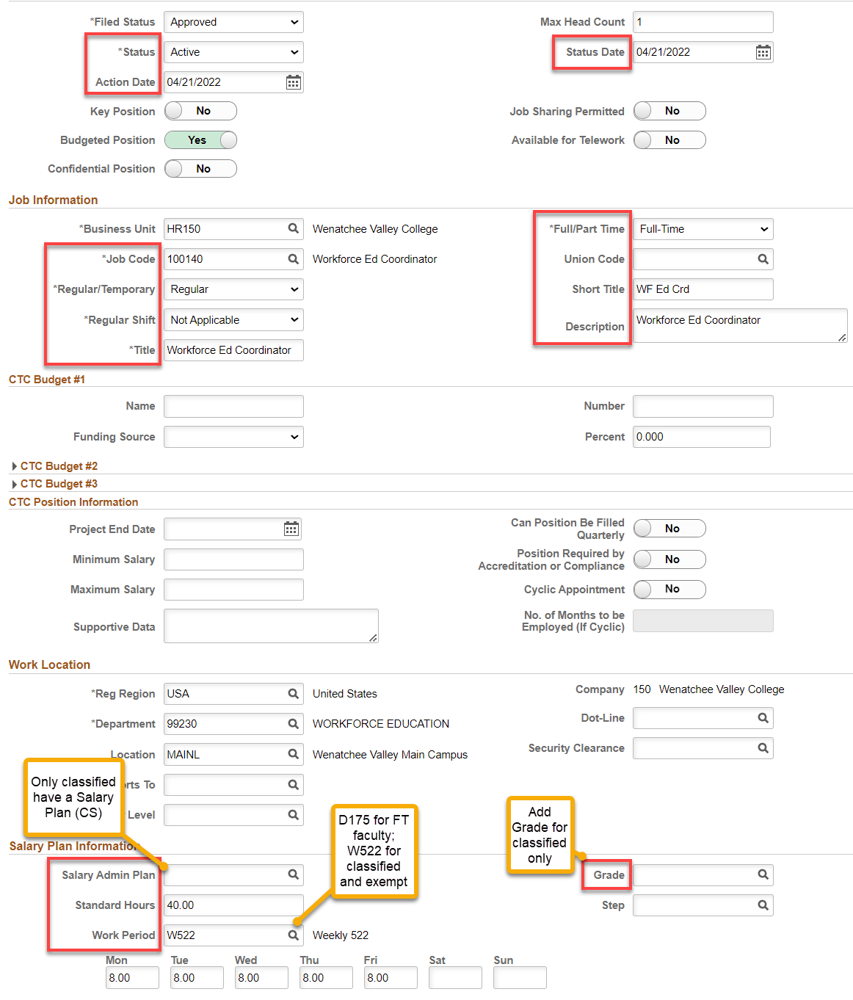 *Filed Status Approved Max Head Count 1
*Status Active Status Date 04/21/2022
Action Date 04/21/2022
Key Position No Job Sharing Permitted No
Budgeted Position Yes Available for Telework No
Confidential Position No
Job Information
*Business Unit HR150 Wenatchee Valley College *Full/Part Time Full-Time
*Job Code 100140 Workforce Ed Coordinator Union Code
*Regular/Temporary Regular Short Title WF Ed Crd
*Regular Shift Not Applicable Description Workforce Ed Coordinator
*Title Workforce Ed Coordinator
CTC Budget #1
Name Number
Funding Source Percent 0.000
CTC Budget #2
CTC Budget #3
CTC Position Information
Project End Date Can Position Be Filled
Quarterly No
Minimum Salary Position Required by
Accreditation or Compliance No
Maximum Salary Cyclic Appointment No
Supportive Data No. of Months to be
Employed (If Cyclic)
Work Location
*Reg Region USA United States Company 150 Wenatchee Valley College
*Department 99230 WORKFORCE EDUCATION Dot-Line
Location MAINL Wenatchee Valley Main Campus Security Clearance
Only classified
have a Salary
Plan (CS)
rts To
Level
D175 for FT
faculty;
W522 for
classified
and exempt
Add
Grade for
classified
only
Salary Plan Information
Salary Admin Plan Grade
Standard Hours 40.00 Step
Work Period W522 Weekly 522
Mon Tue Wed Thu Fri Sat Sun
8.00 8.00 8.00 8.00 8.00